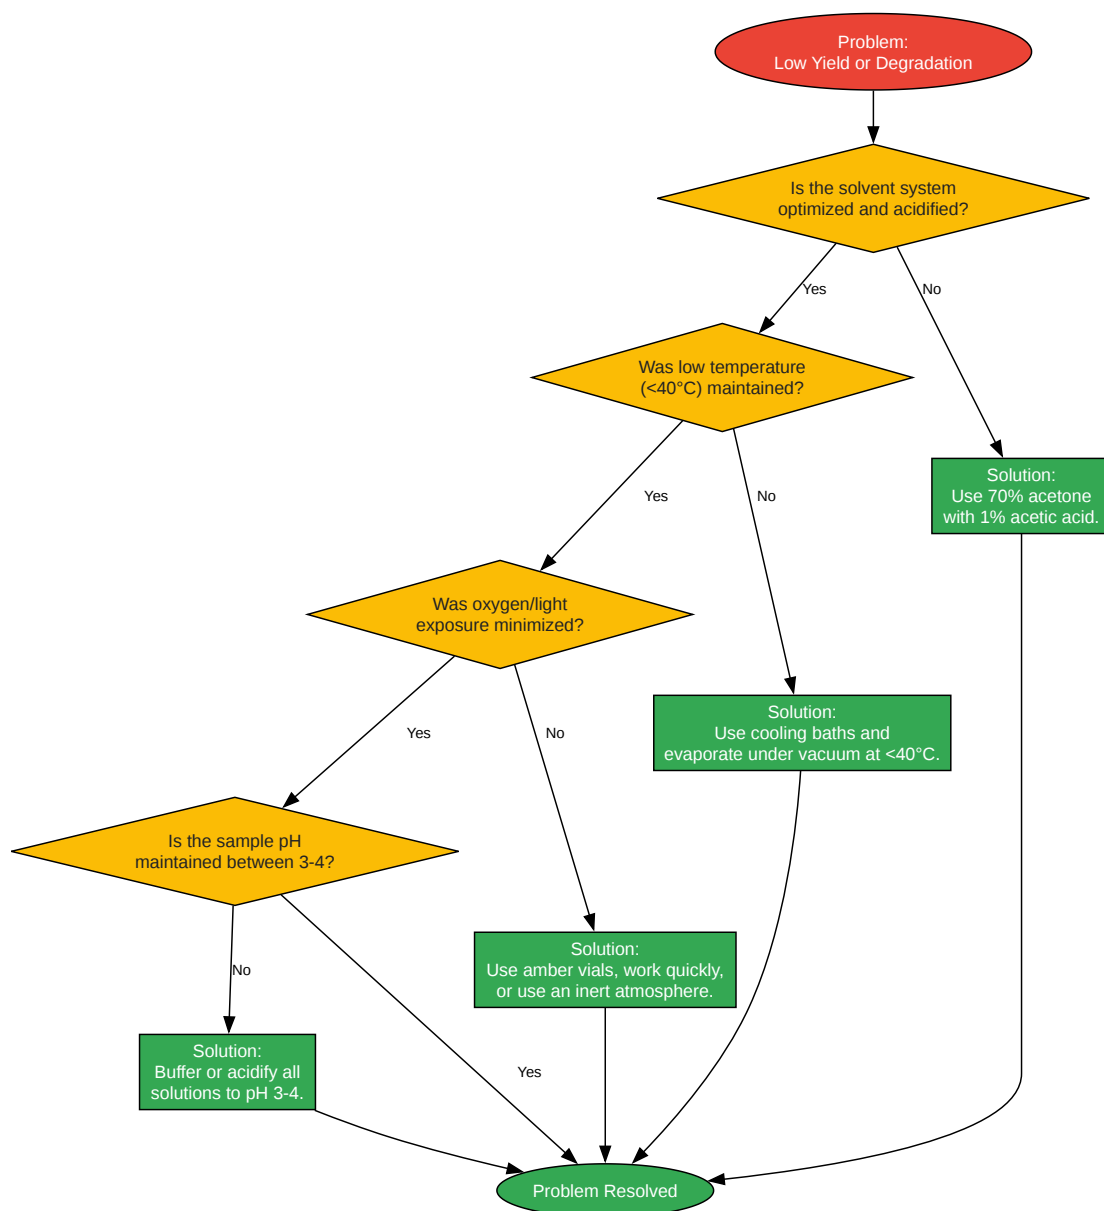 Problem:
Low Yield or Degradation
Is the solvent system
optimized and acidified?
Yes
No
Was low temperature
(<40°C) maintained?
Yes
No
Solution:
Use 70% acetone
with 1% acetic acid.
Was oxygen/light
exposure minimized?
Yes
No
Solution:
Use cooling baths and
evaporate under vacuum at <40°C.
Is the sample pH
maintained between 3-4?
No
Yes
Solution:
Use amber vials, work quickly,
or use an inert atmosphere.
Solution:
Buffer or acidify all
solutions to pH 3-4.
Problem Resolved